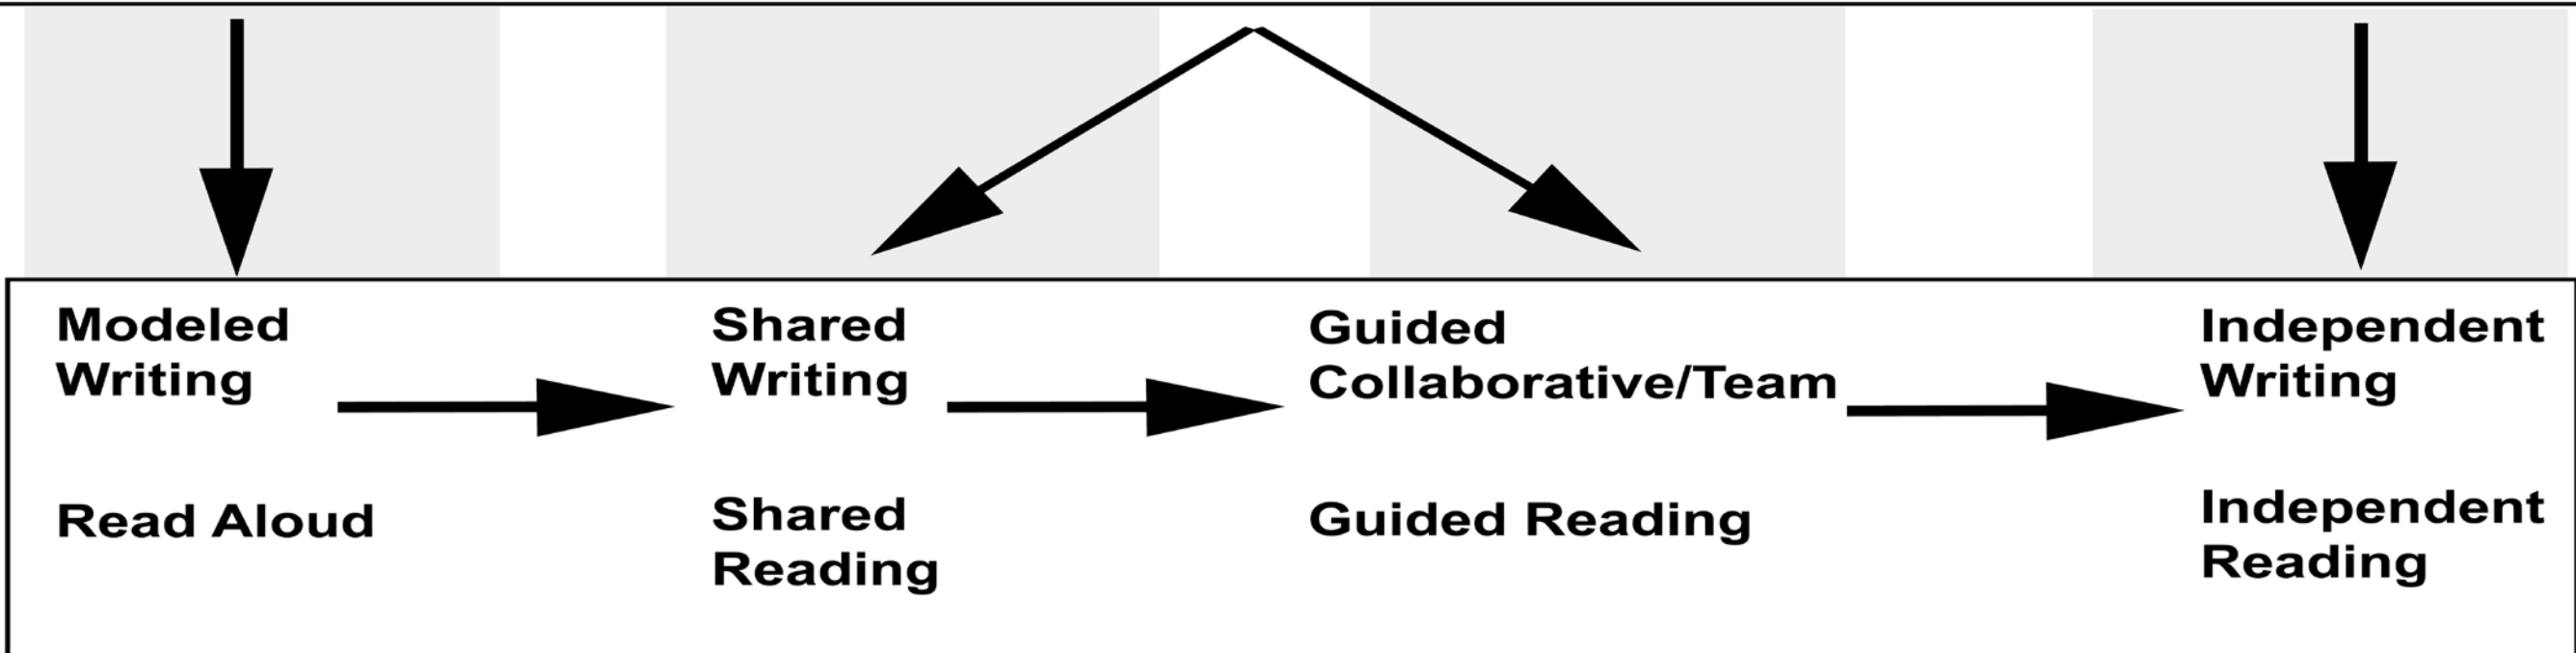 Modeled
Writing
Read Aloud
Shared
Writing
Shared
Reading
Guided
Collaborative/Team
Guided Reading
Independent
Writing
Independent
Reading